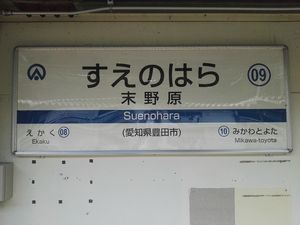 すえのはら
09
末野原
Suenohara
えかく 08
Ekaku
(愛知県豊田市)
10 みかわとよた
Mikawa-toyota